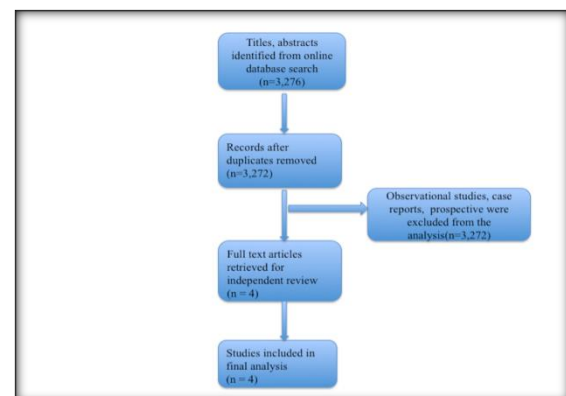 Titles, abstracts
identified from online
database search
(n=3,276)
Records after
duplicates removed
(n=3,272)
Observational studies, case
reports, prospective were
excluded from the
analysis(n=3,272)
Full text articles
retrieved for
independent review
(n = 4)
Studies included in
final analysis
(n = 4)